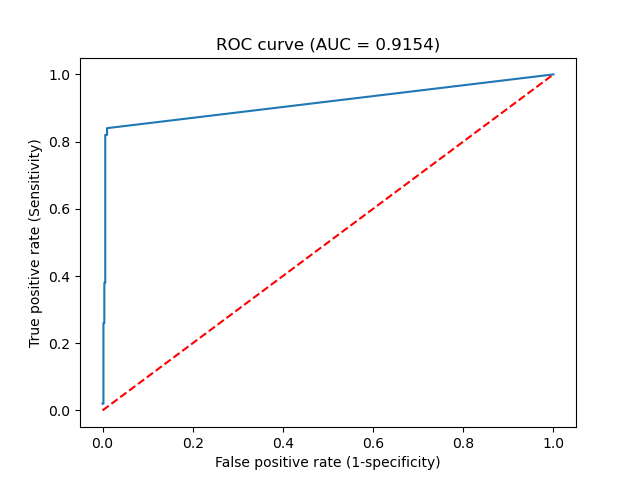 ROC curve (AUC = 0.9154)
1.0
0.8
0.6
0.4
0.2
0.0
True positive rate (Sensitivity)
0.0 0.2 0.4 0.6 0.8 1.0
False positive rate (1-specificity)